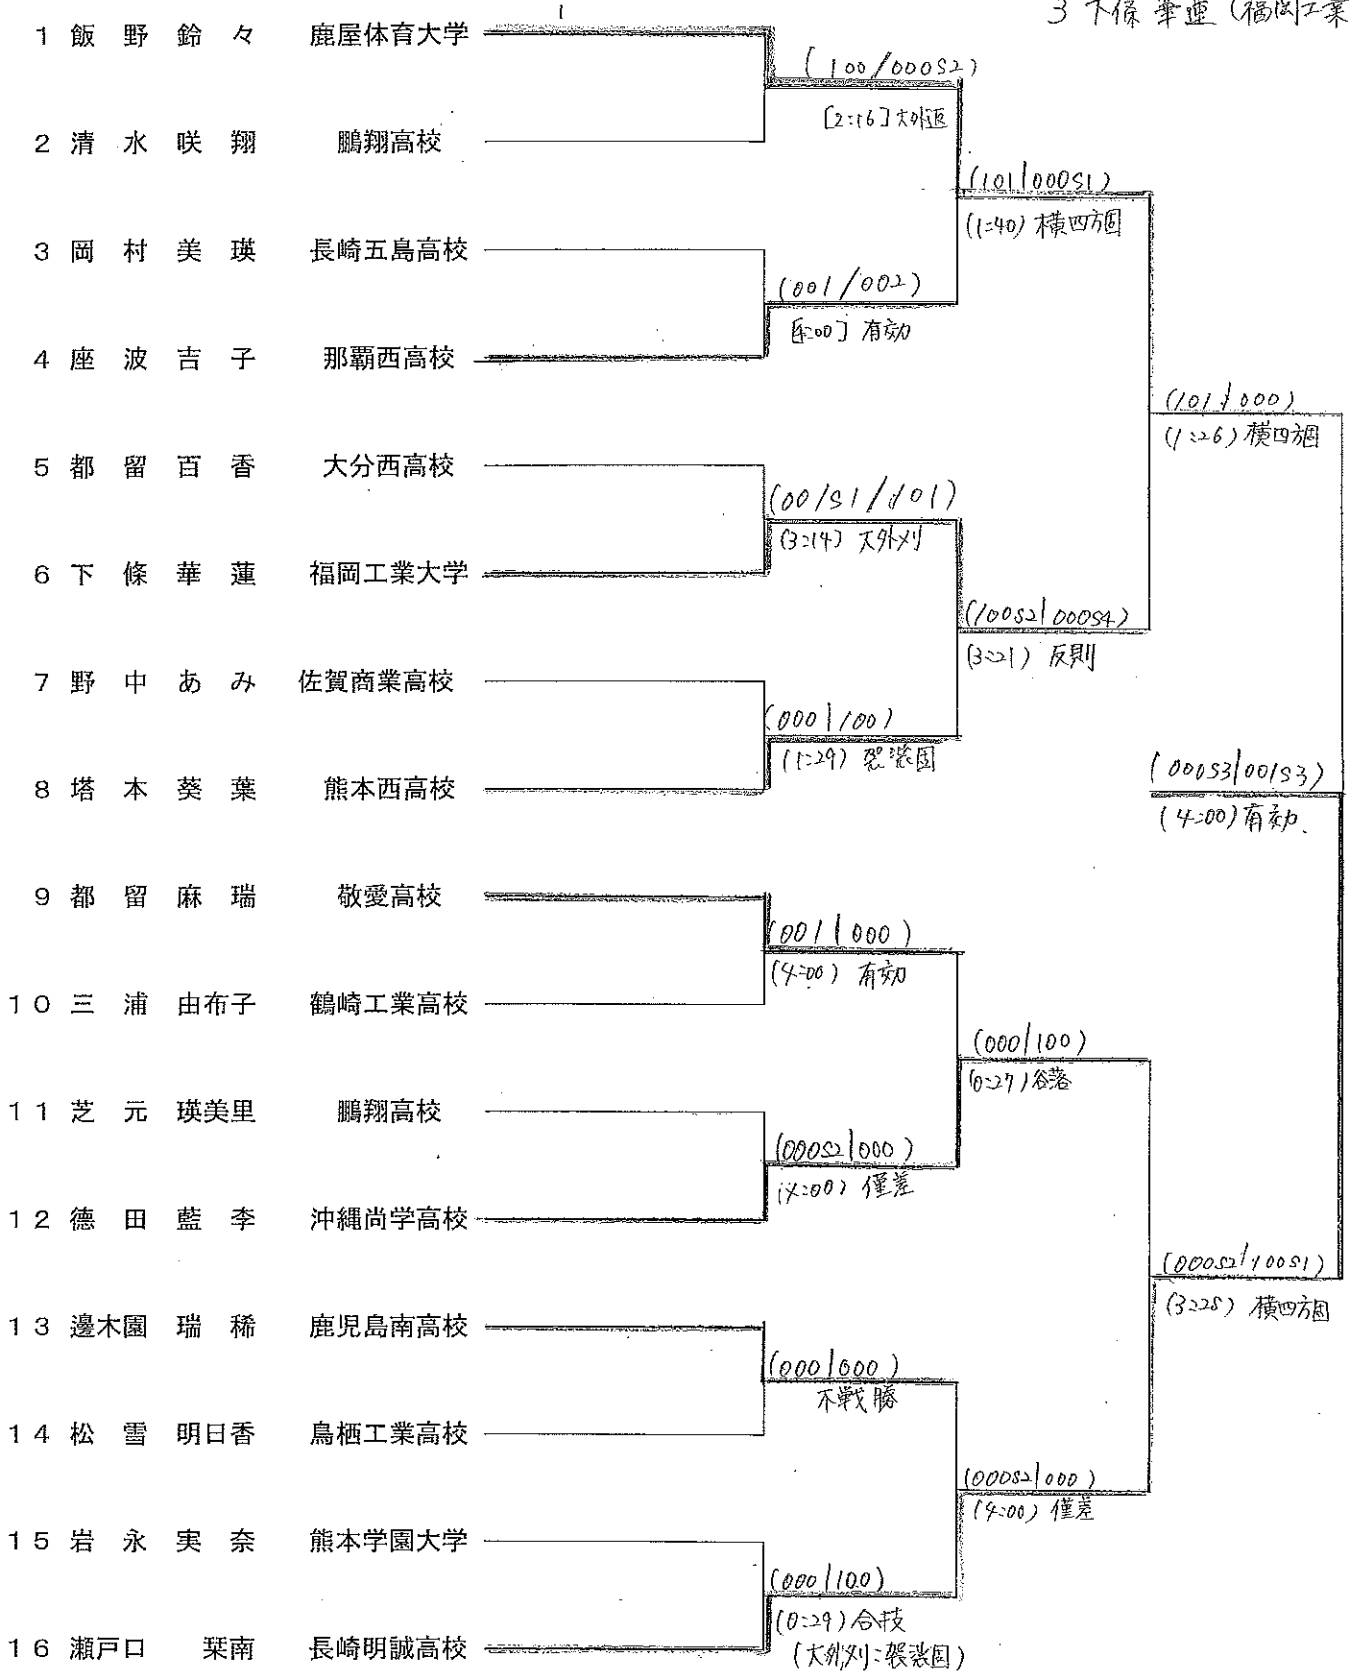 3 下條 華蓮 (福岡工業
1 飯 野 鈴 々 鹿屋体育大学
(100/000S2)
[2:16] 大外返
2 清 水 咲 翔 鵬翔高校
(101/000S1)
(1:40) 横四方固
3 岡 村 美 瑛 長崎五島高校
(001/002)
[4:00] 有効
4 座 波 吉 子 那覇西高校
(101/000)
(1:26) 横四方固
5 都 留 百 香 大分西高校
(001S1/101)
(3:14) 大外刈
6 下 條 華 蓮 福岡工業大学
(100S2/000S4)
(3:21) 反則
7 野 中 あ み 佐賀商業高校
(000/100)
(1:29) 袈裟固
8 塔 本 葵 葉 熊本西高校
(000S3/001S3)
(4:00) 有効
9 都 留 麻 瑞 敬愛高校
(001/000)
(4:00) 有効
10 三 浦 由布子 鶴崎工業高校
(000/100)
(0:27) 谷落
11 芝 元 瑛美里 鵬翔高校
(000S2/000)
(4:00) 僅差
12 德 田 藍 李 沖縄尚学高校
(000S2/100S1)
(3:28) 横四方固
13 邊木園 瑞 稀 鹿児島南高校
(000/000)
不戦勝
14 松 雪 明日香 鳥栖工業高校
(000S2/000)
(4:00) 僅差
15 岩 永 実 奈 熊本学園大学
(000/100)
(0:29) 合技
(大外刈:袈裟固)
16 瀬戸口 栞南 長崎明誠高校